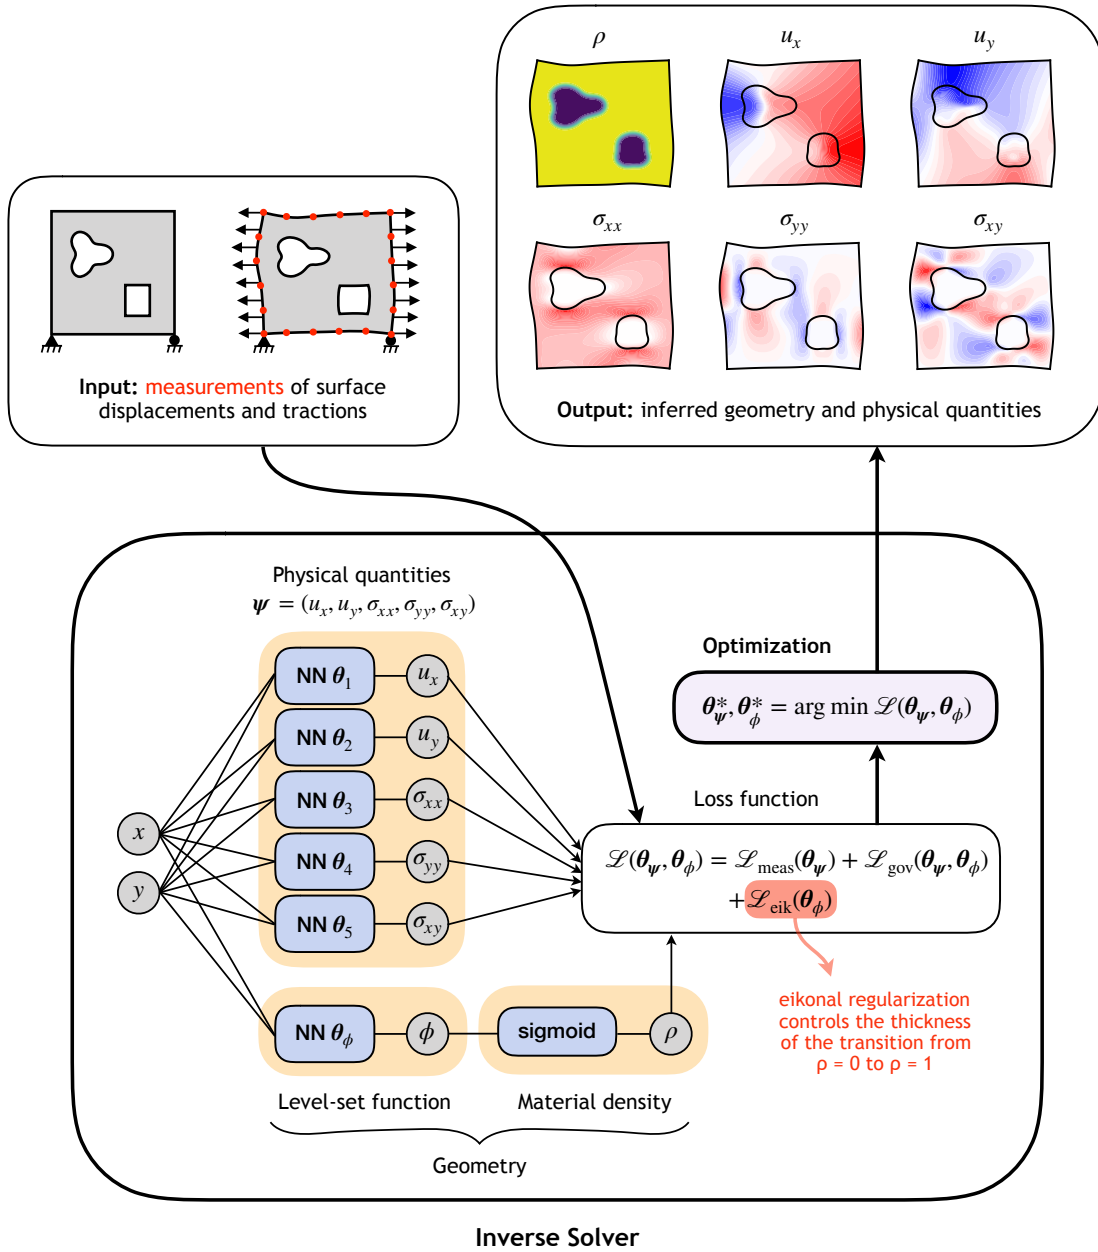 ρ
u_x
u_y
σ_xx
σ_yy
σ_xy
Output: inferred geometry and physical quantities
Input: measurements of surface
displacements and tractions
Physical quantities
ψ = (u_x, u_y, σ_xx, σ_yy, σ_xy)
NN θ_1
u_x
NN θ_2
u_y
NN θ_3
σ_xx
NN θ_4
σ_yy
NN θ_5
σ_xy
x
y
NN θ_ϕ
ϕ
sigmoid
ρ
Level-set function
Material density
Geometry
Optimization
θ*_ψ, θ*_ϕ = arg min ℒ(θ_ψ, θ_ϕ)
Loss function
ℒ(θ_ψ, θ_ϕ) = ℒ_meas(θ_ψ) + ℒ_gov(θ_ψ, θ_ϕ)
+ ℒ_eik(θ_ϕ)
eikonal regularization
controls the thickness
of the transition from
ρ = 0 to ρ = 1
Inverse Solver